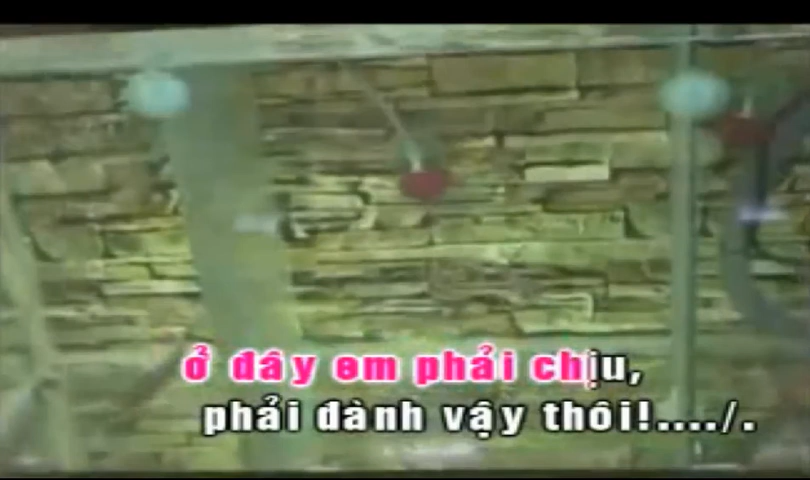 ở đây em phải chịu,
phải đành vậy thôi!..../.